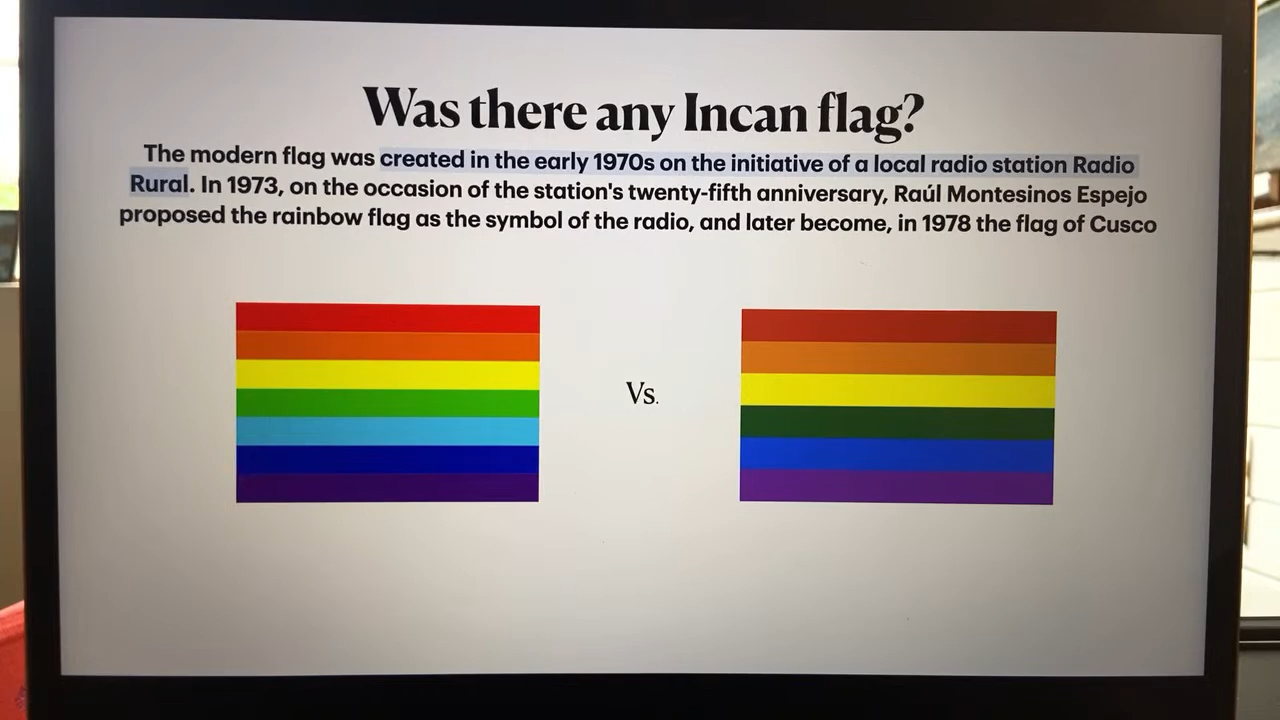 Was there any Incan flag?
The modern flag was created in the early 1970s on the initiative of a local radio station Radio
Rural. In 1973, on the occasion of the station's twenty-fifth anniversary, Raúl Montesinos Espejo
proposed the rainbow flag as the symbol of the radio, and later become, in 1978 the flag of Cusco
Vs.